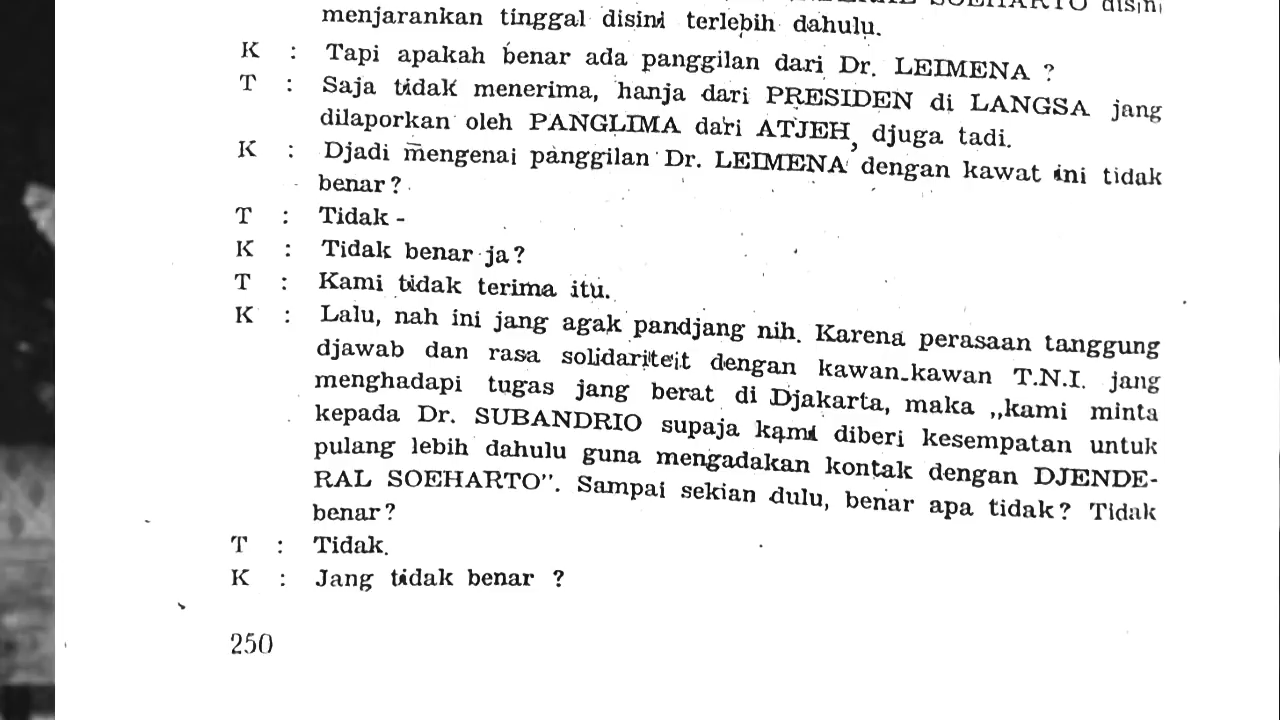 SOEHARTO disini
menjarankan tinggal disini terlebih dahulu.
K : Tapi apakah benar ada panggilan dari Dr. LEIMENA ?
T : Saja tidak menerima, hanja dari PRESIDEN di LANGSA jang
dilaporkan oleh PANGLIMA dari ATJEH, djuga tadi.
K : Djadi mengenai panggilan Dr. LEIMENA dengan kawat ini tidak
benar?
T : Tidak -
K : Tidak benar ja?
T : Kami tidak terima itu.
K : Lalu, nah ini jang agak pandjang nih. Karena perasaan tanggung
djawab dan rasa solidariteit dengan kawan-kawan T.N.I. jang
menghadapi tugas jang berat di Djakarta, maka ,,kami minta
kepada Dr. SUBANDRIO supaja kami diberi kesempatan untuk
pulang lebih dahulu guna mengadakan kontak dengan DJENDE-
RAL SOEHARTO". Sampai sekian dulu, benar apa tidak? Tidak
benar?
T : Tidak.
K : Jang tidak benar ?
250